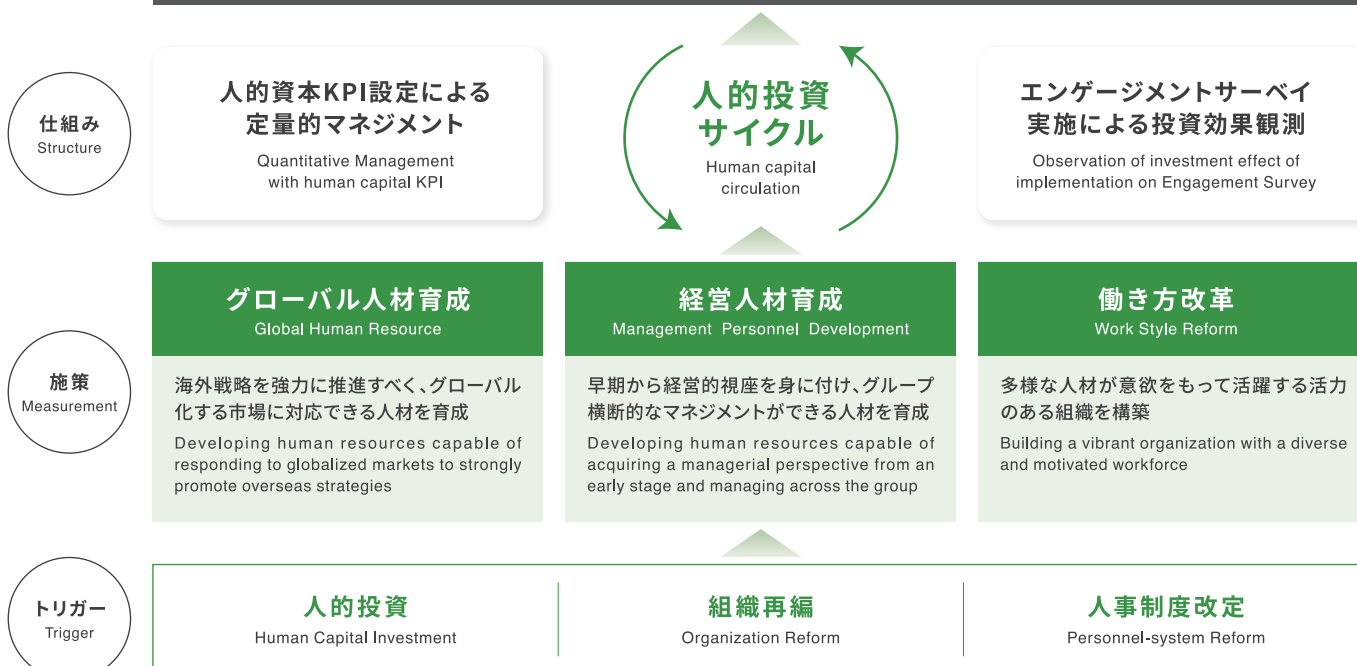 仕組み
Structure
人的資本KPI設定による
定量的マネジメント
Quantitative Management
with human capital KPI
人的投資
サイクル
Human capital
circulation
エンゲージメントサーベイ
実施による投資効果観測
Observation of investment effect of
implementation on Engagement Survey
施策
Measurement
グローバル人材育成
Global Human Resource
海外戦略を強力に推進すべく、グローバル
化する市場に対応できる人材を育成
Developing human resources capable of
responding to globalized markets to strongly
promote overseas strategies
経営人材育成
Management Personnel Development
早期から経営的視座を身に付け、グループ
横断的なマネジメントができる人材を育成
Developing human resources capable of
acquiring a managerial perspective from an
early stage and managing across the group
働き方改革
Work Style Reform
多様な人材が意欲をもって活躍する活力
のある組織を構築
Building a vibrant organization with a diverse
and motivated workforce
トリガー
Trigger
人的投資
Human Capital Investment
組織再編
Organization Reform
人事制度改定
Personnel-system Reform